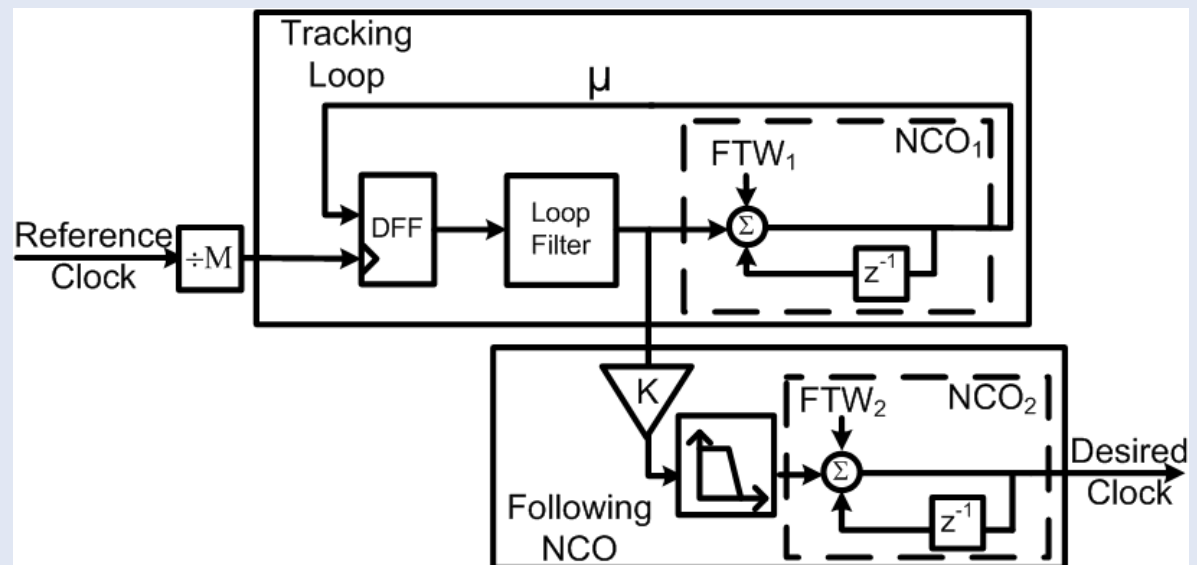 Tracking
Loop
μ
NCO₁
FTW₁
Reference
Clock
÷M
DFF
Loop
Filter
Σ
z⁻¹
K
FTW₂
NCO₂
Σ
z⁻¹
Desired
Clock
Following
NCO